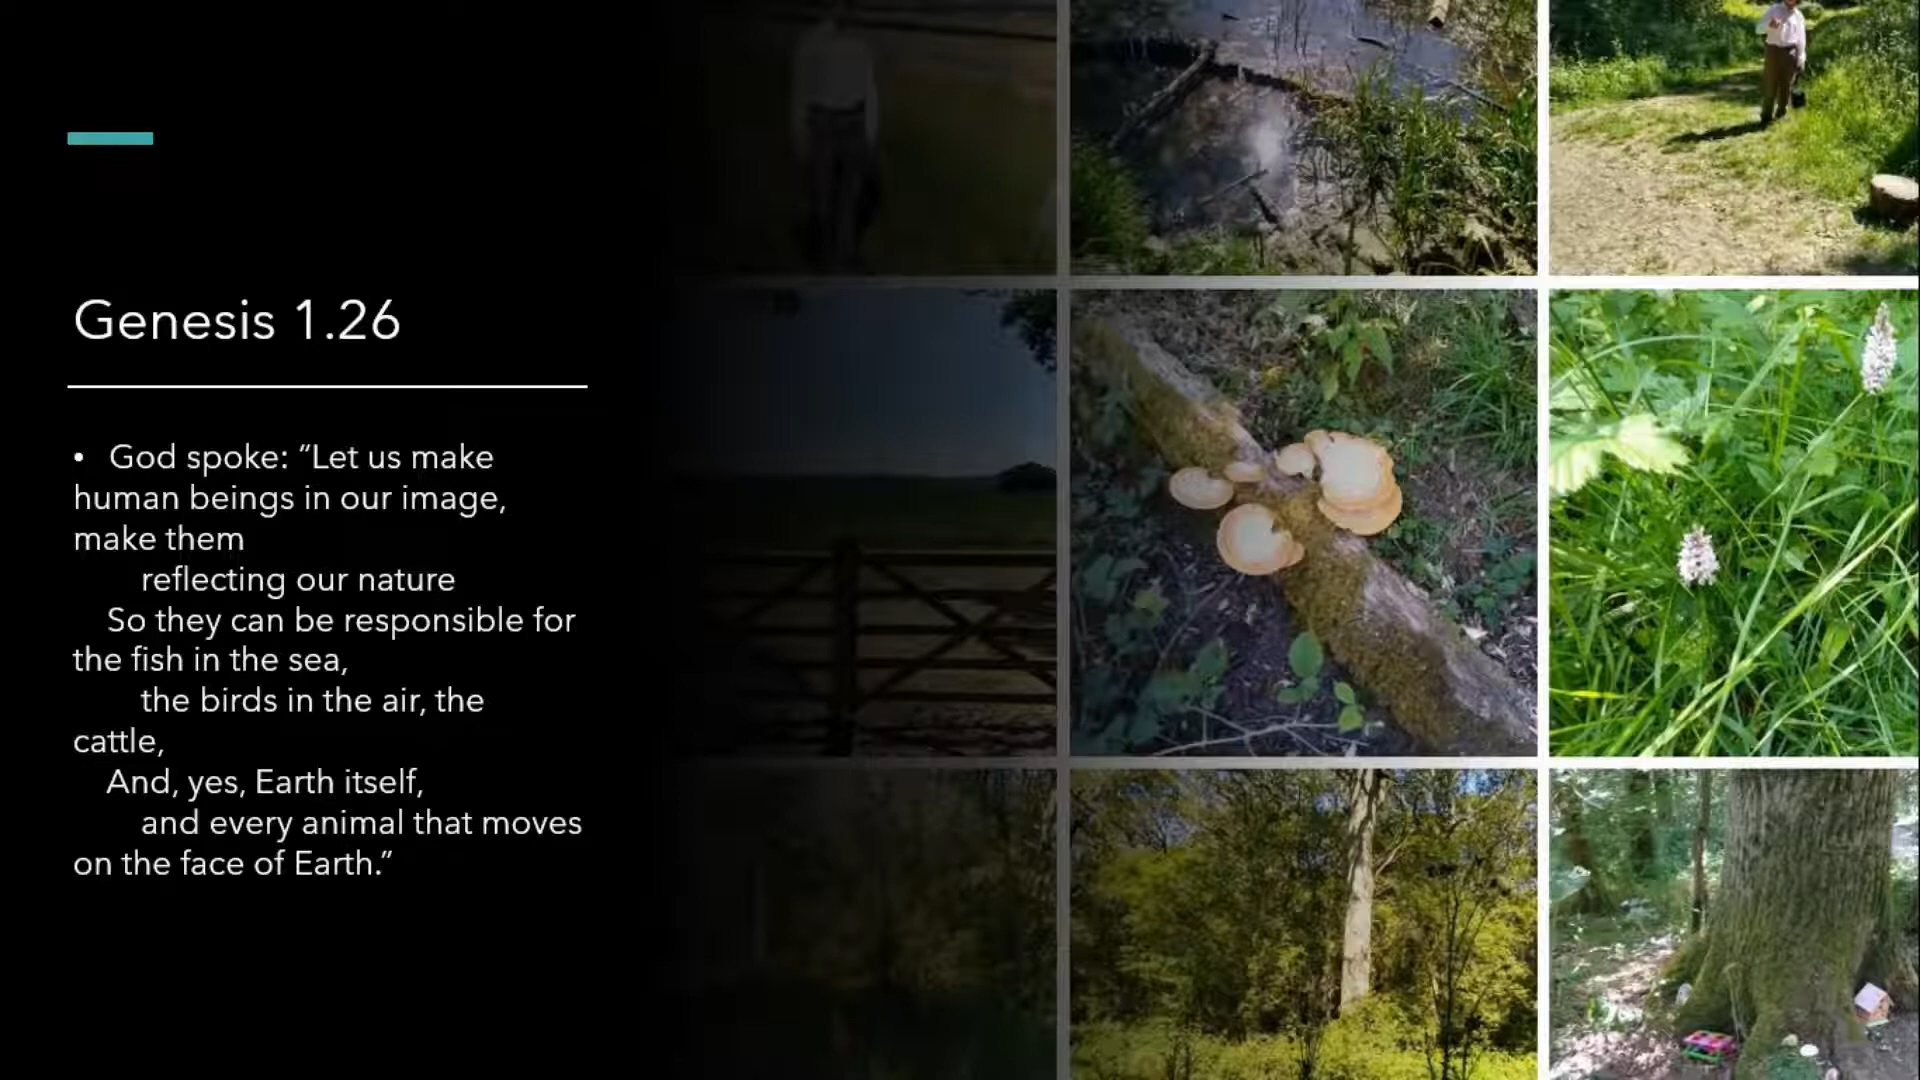 Genesis 1.26
• God spoke: “Let us make
human beings in our image,
make them
reflecting our nature
So they can be responsible for
the fish in the sea,
the birds in the air, the
cattle,
And, yes, Earth itself,
and every animal that moves
on the face of Earth.”